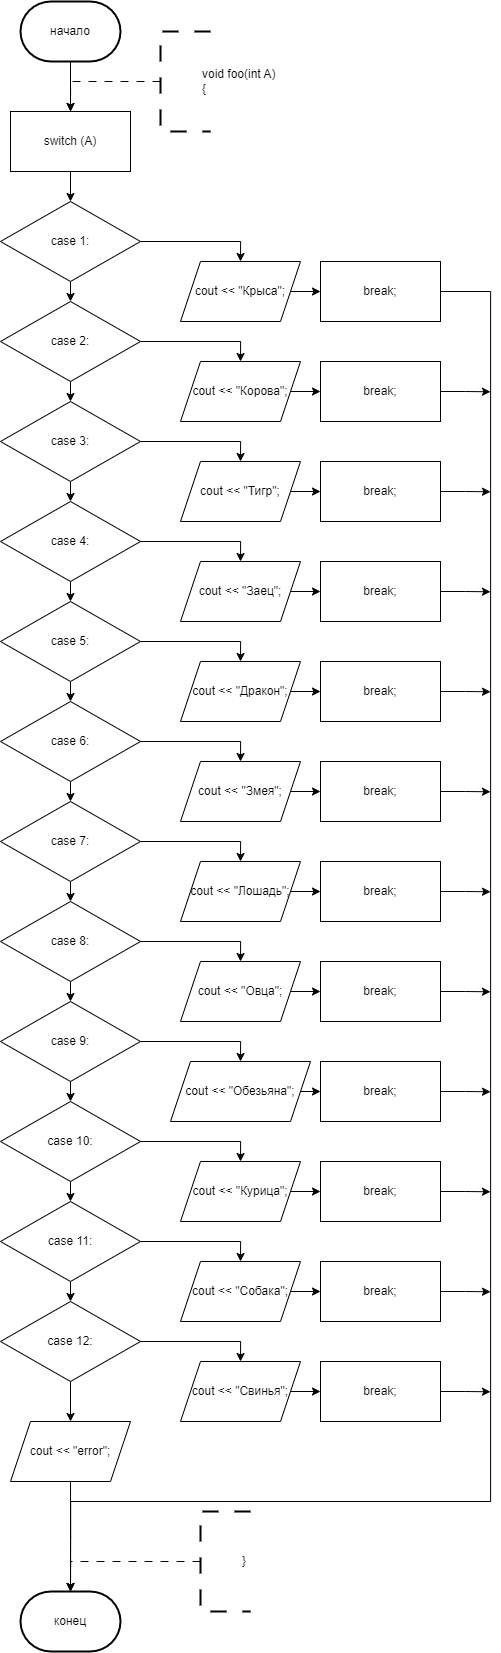 начало
void foo(int A)
{
switch (A)
case 1:
cout << "Крыса";
break;
case 2:
cout << "Корова";
break;
case 3:
cout << "Тигр";
break;
case 4:
cout << "Заец";
break;
case 5:
cout << "Дракон";
break;
case 6:
cout << "Змея";
break;
case 7:
cout << "Лошадь";
break;
case 8:
cout << "Овца";
break;
case 9:
cout << "Обезьяна";
break;
case 10:
cout << "Курица";
break;
case 11:
cout << "Собака";
break;
case 12:
cout << "Свинья";
break;
cout << "error";
}
конец